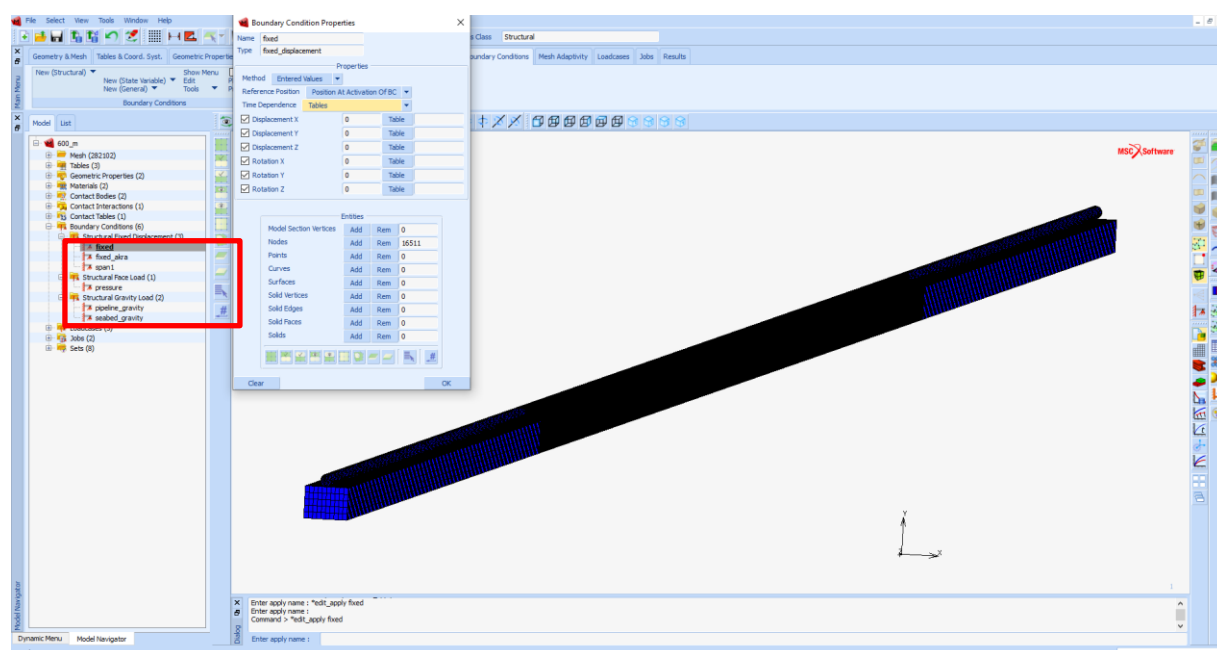 File Select View Tools Window Help
Boundary Condition Properties
Name fixed
Type fixed_displacement
Properties
Method Entered Values
Reference Position Position At Activation Of BC
Time Dependence Tables
Displacement X 0 Table
Displacement Y 0 Table
Displacement Z 0 Table
Rotation X 0 Table
Rotation Y 0 Table
Rotation Z 0 Table
Entities
Model Section Vertices Add Rem 0
Nodes Add Rem 16511
Points Add Rem 0
Curves Add Rem 0
Surfaces Add Rem 0
Solid Vertices Add Rem 0
Solid Edges Add Rem 0
Solid Faces Add Rem 0
Solids Add Rem 0
Clear OK
Class Structural
Geometry & Mesh Tables & Coord. Syst. Geometric Propertie
undary Conditions Mesh Adaptivity Loadcases Jobs Results
New (Structural) Show Menu
New (State Variable) Edit
New (General) Tools
Boundary Conditions
Main Menu
Model List
600_m
Mesh (282102)
Tables (3)
Geometric Properties (2)
Materials (2)
Contact Bodies (2)
Contact Interactions (1)
Contact Tables (1)
Boundary Conditions (6)
Structural Fixed Displacement (3)
fixed
fixed_akra
span1
Structural Face Load (1)
pressure
Structural Gravity Load (2)
pipeline_gravity
seabed_gravity
Jobs (2)
Sets (8)
MSC Software
Y
X
1
Model Navigator
Dynamic Menu Model Navigator
Dialog
Enter apply name : *edit_apply fixed
Enter apply name :
Command > *edit_apply fixed
Enter apply name :